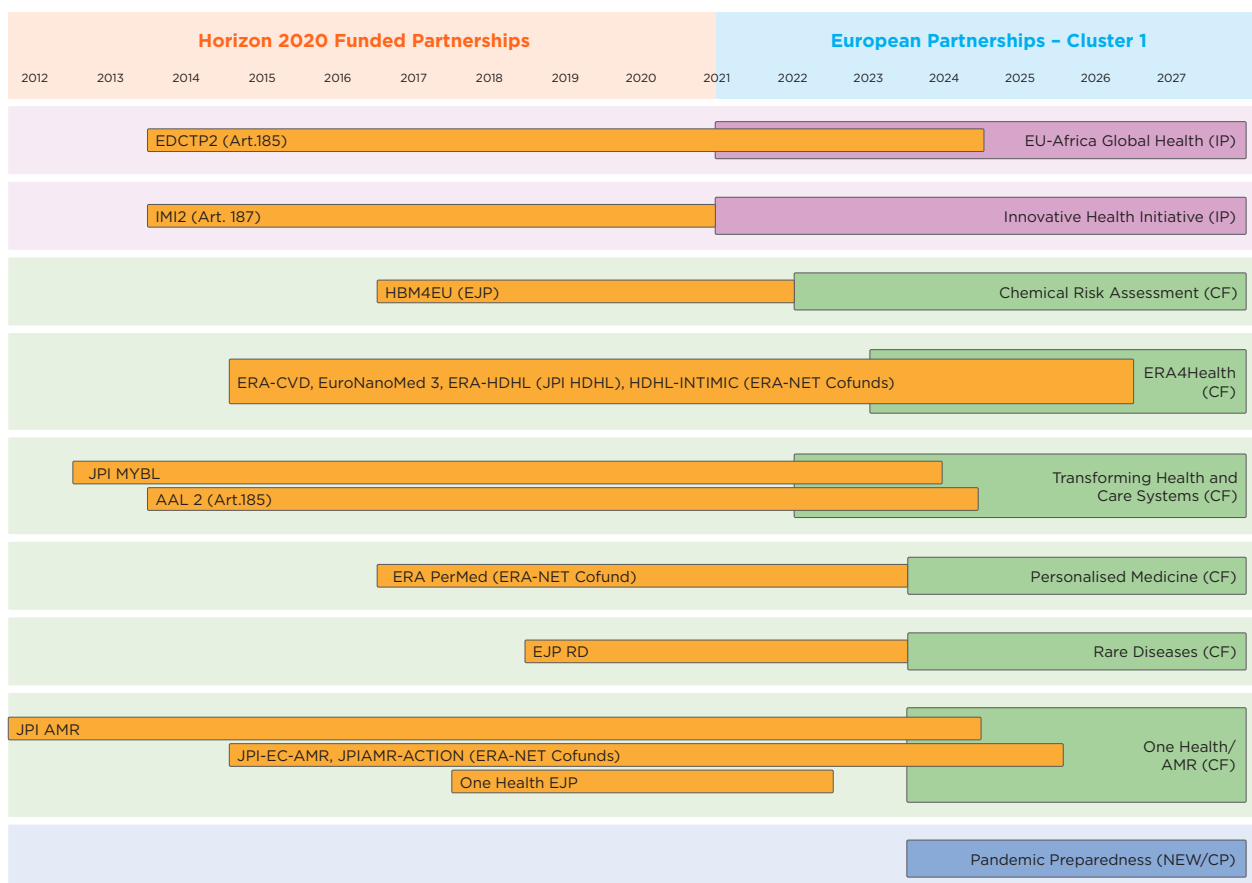 Horizon 2020 Funded Partnerships
European Partnerships – Cluster 1
2012 2013 2014 2015 2016 2017 2018 2019 2020 2021 2022 2023 2024 2025 2026 2027
EDCTP2 (Art.185)
EU-Africa Global Health (IP)
IMI2 (Art. 187)
Innovative Health Initiative (IP)
HBM4EU (EJP)
Chemical Risk Assessment (CF)
ERA-CVD, EuroNanoMed 3, ERA-HDHL (JPI HDHL), HDHL-INTIMIC (ERA-NET Cofunds)
ERA4Health
(CF)
JPI MYBL
AAL 2 (Art.185)
Transforming Health and
Care Systems (CF)
ERA PerMed (ERA-NET Cofund)
Personalised Medicine (CF)
EJP RD
Rare Diseases (CF)
JPI AMR
JPI-EC-AMR, JPIAMR-ACTION (ERA-NET Cofunds)
One Health EJP
One Health/
AMR (CF)
Pandemic Preparedness (NEW/CP)